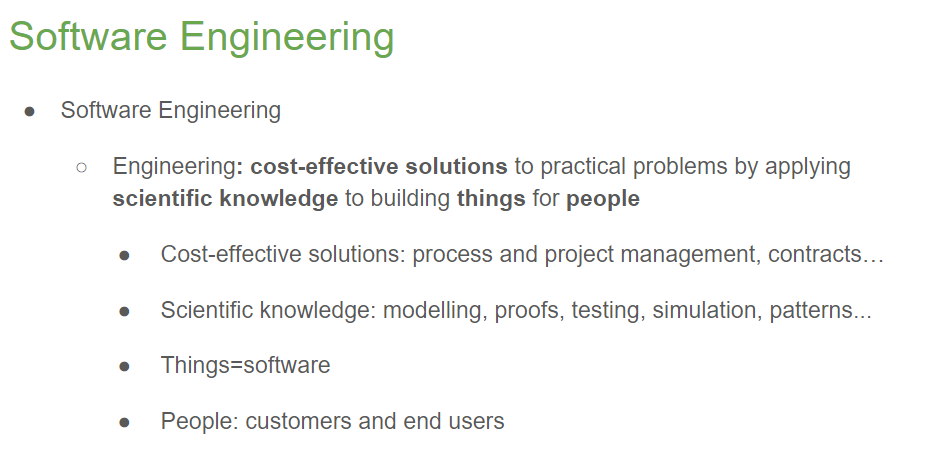 Software Engineering
● Software Engineering
○ Engineering: cost-effective solutions to practical problems by applying
scientific knowledge to building things for people
● Cost-effective solutions: process and project management, contracts…
● Scientific knowledge: modelling, proofs, testing, simulation, patterns...
● Things=software
● People: customers and end users